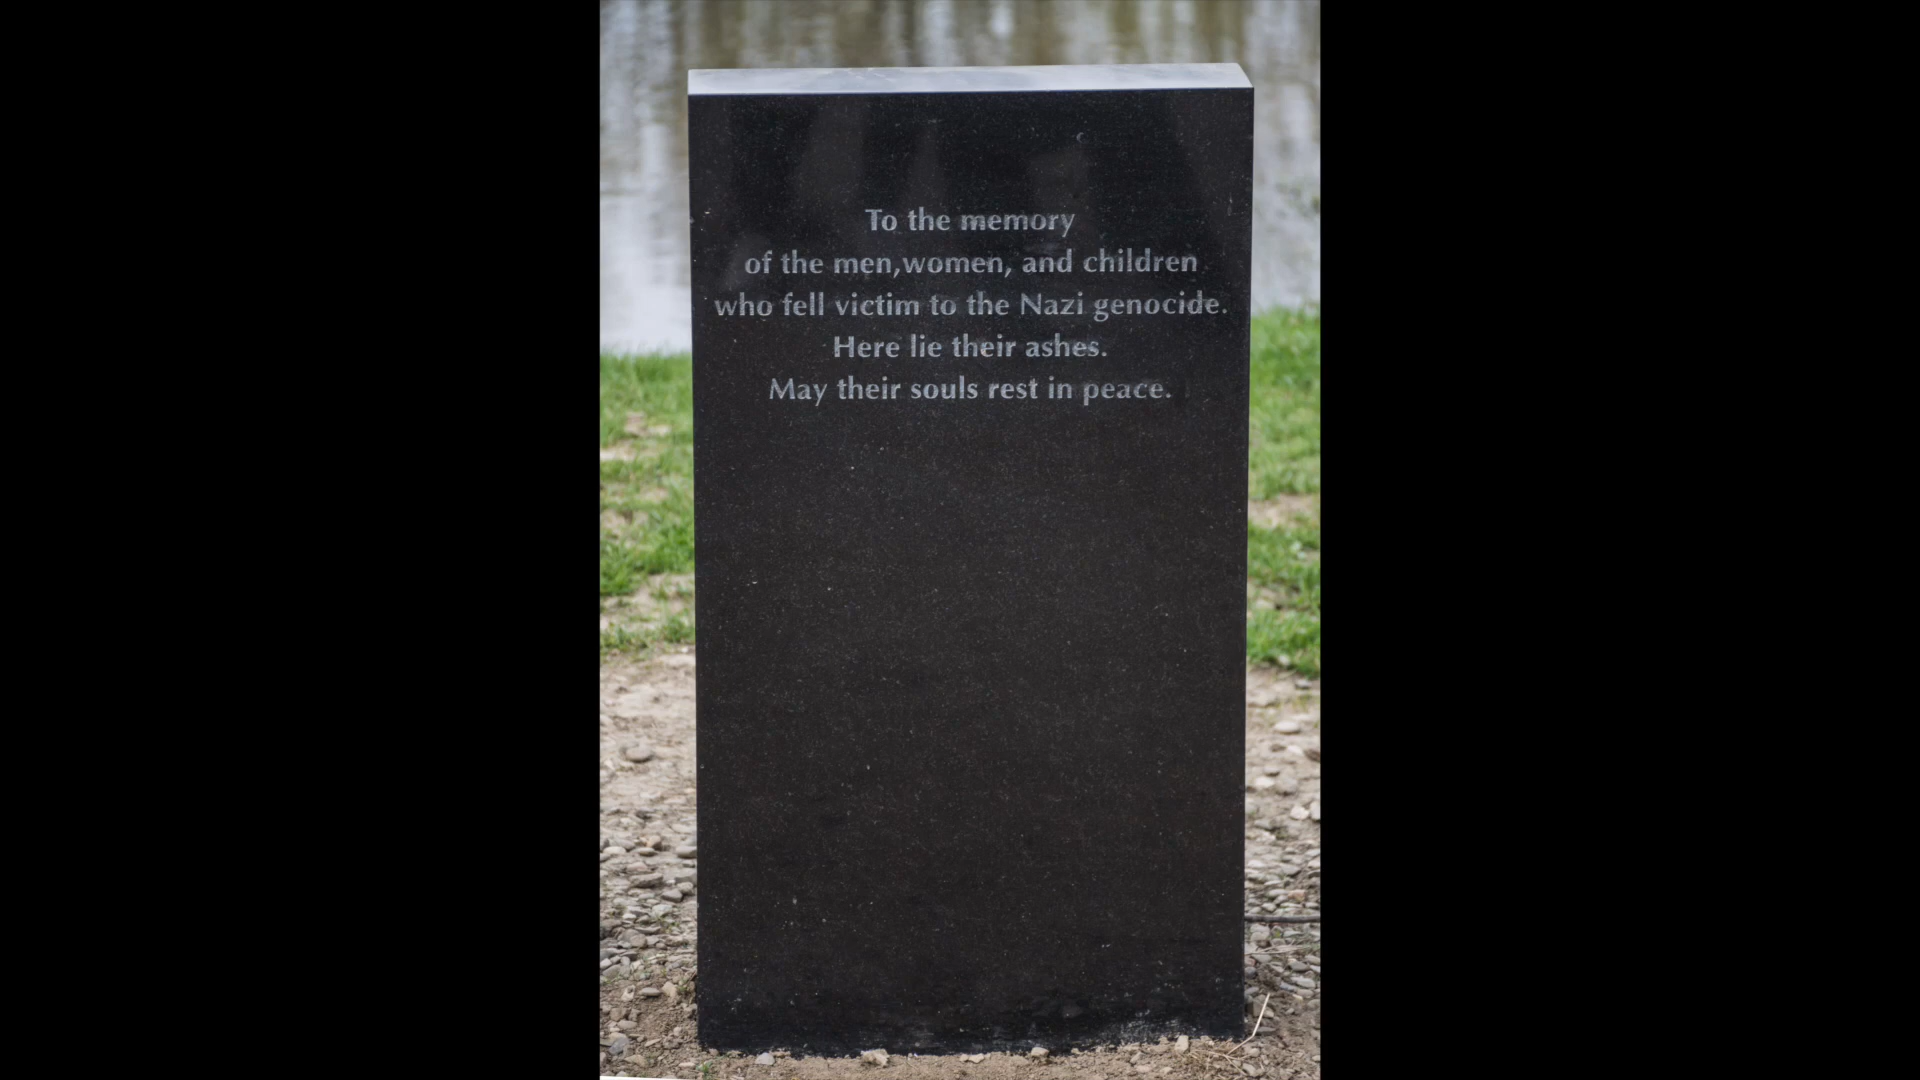 To the memory
of the men,women, and children
who fell victim to the Nazi genocide.
Here lie their ashes.
May their souls rest in peace.